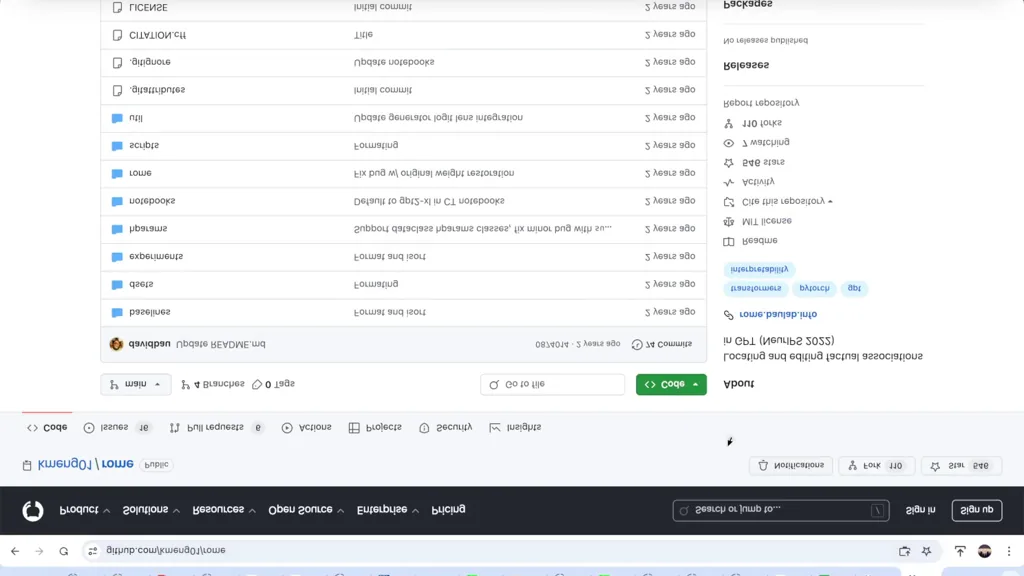 github.com/kmeng01/rome
Product Solutions Resources Open Source Enterprise Pricing Search or jump to... / Sign in Sign up
kmeng01/rome Public Notifications Fork 110 Star 546
Code Issues 16 Pull requests 6 Actions Projects Security Insights
main 4 Branches 0 Tags Go to file Code
davidbau Update README.md 0874014 · 2 years ago 74 Commits
baselines Format and isort 2 years ago
dsets Formating 2 years ago
experiments Format and isort 2 years ago
hparams Support dataclass hparams classes, fix minor bug with su... 2 years ago
notebooks Default to gpt2-xl in CT notebooks 2 years ago
rome Fix bug w/ original weight restoration 2 years ago
scripts Formating 2 years ago
util Update generator logit lens integration 2 years ago
.gitattributes Initial commit 2 years ago
.gitignore Update notebooks 2 years ago
CITATION.cff Title 2 years ago
LICENSE Initial commit 2 years ago
About
Locating and editing factual associations
in GPT (NeurIPS 2022)
rome.baulab.info
transformers pytorch gpt
interpretability
Readme
MIT license
Cite this repository
Activity
546 stars
7 watching
110 forks
Report repository
Releases
No releases published
Packages